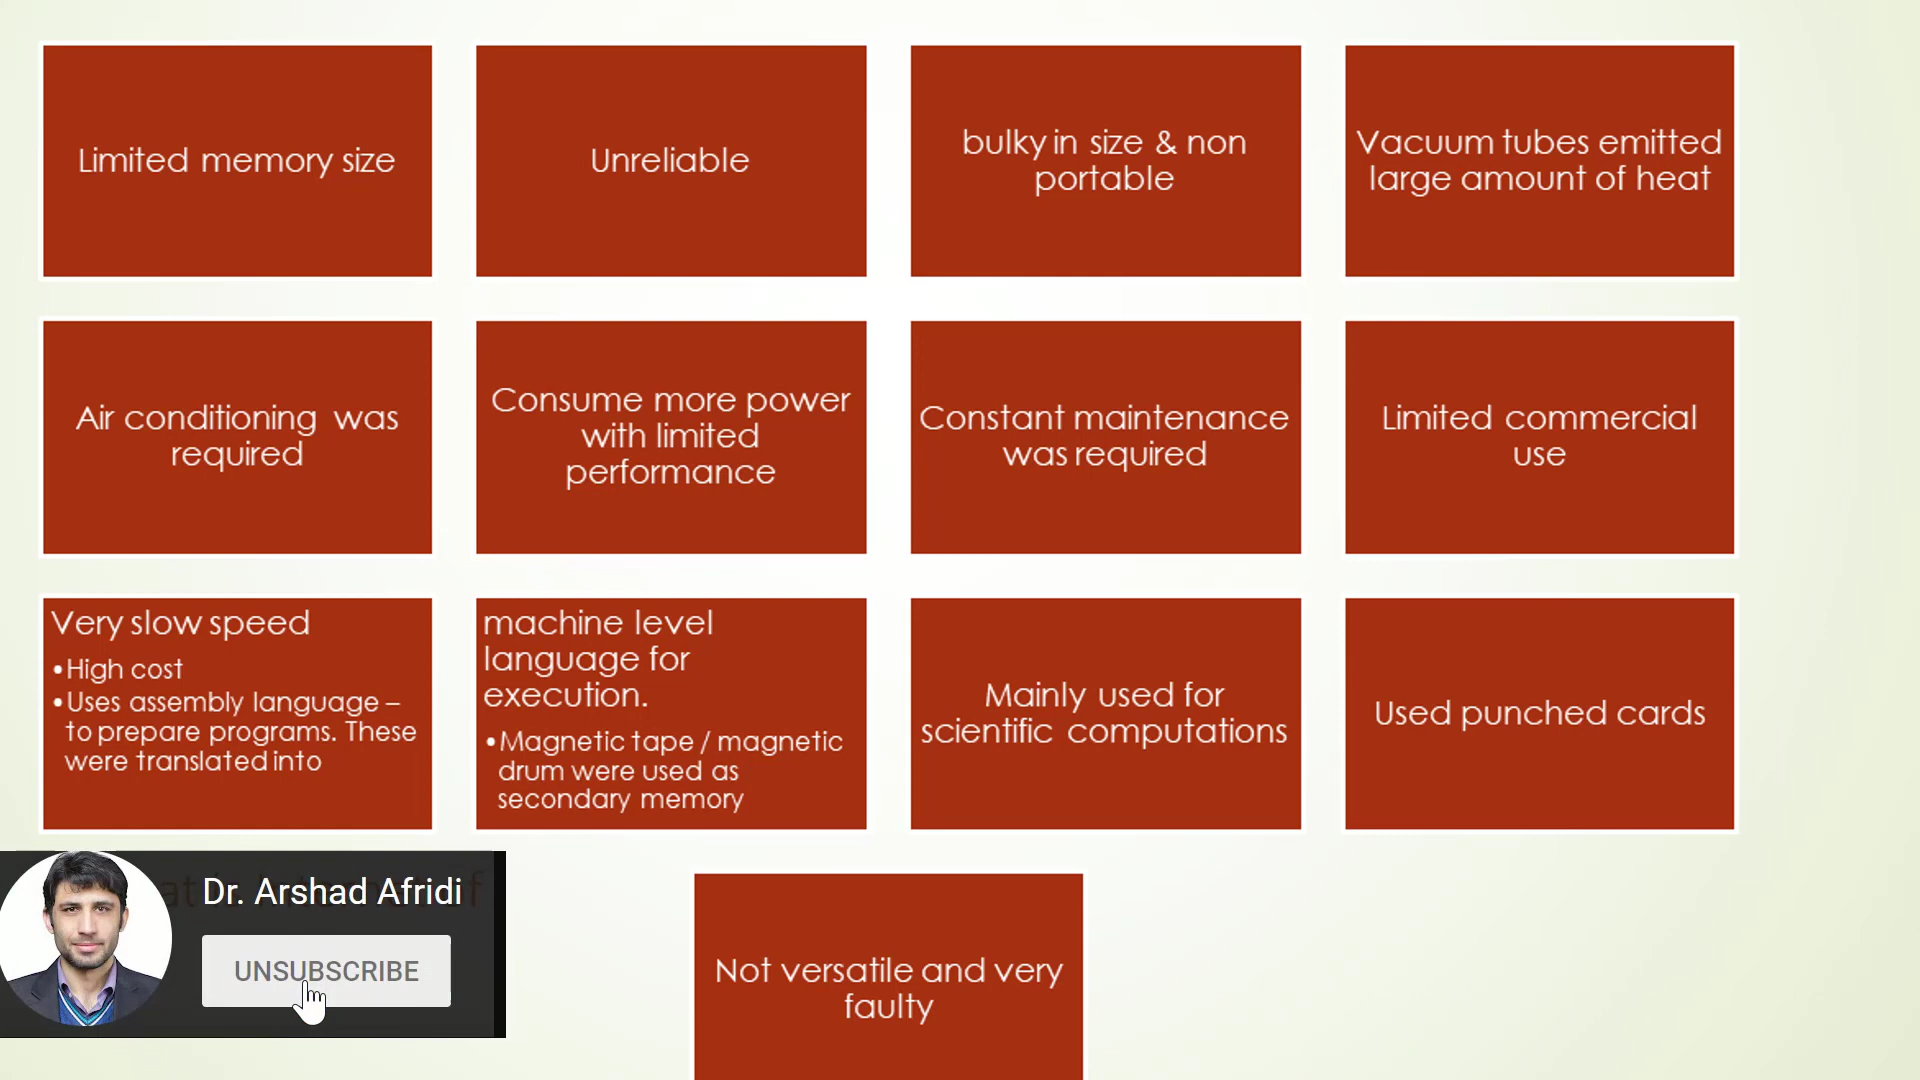 Limited memory size
Unreliable
bulky in size & non
portable
Vacuum tubes emitted
large amount of heat
Air conditioning was
required
Consume more power
with limited
performance
Constant maintenance
was required
Limited commercial
use
Very slow speed
•High cost
•Uses assembly language –
to prepare programs. These
were translated into
machine level
language for
execution.
•Magnetic tape / magnetic
drum were used as
secondary memory
Mainly used for
scientific computations
Used punched cards
Dr. Arshad Afridi
UNSUBSCRIBE
Not versatile and very
faulty